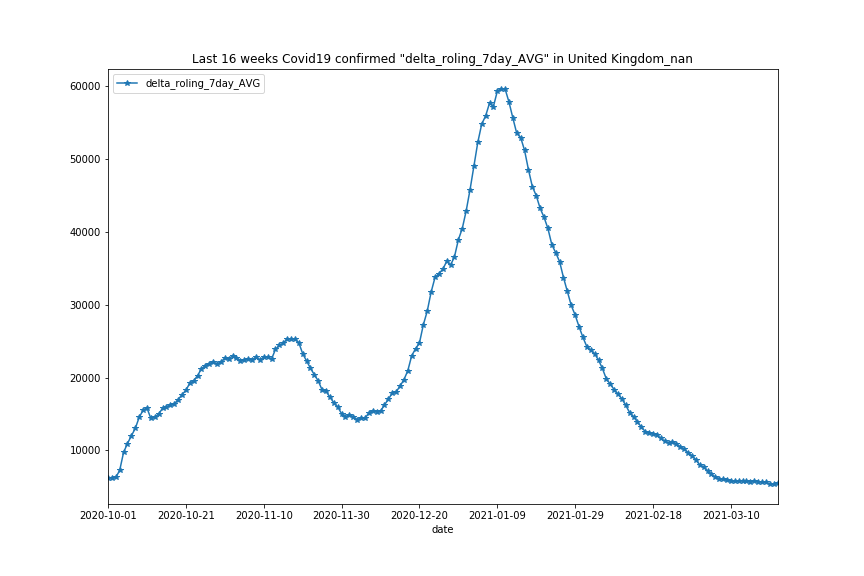 Last 16 weeks Covid19 confirmed "delta_roling_7day_AVG" in United Kingdom_nan
delta_roling_7day_AVG
60000
50000
40000
30000
20000
10000
2020-10-01 2020-10-21 2020-11-10 2020-11-30 2020-12-20 2021-01-09 2021-01-29 2021-02-18 2021-03-10
date